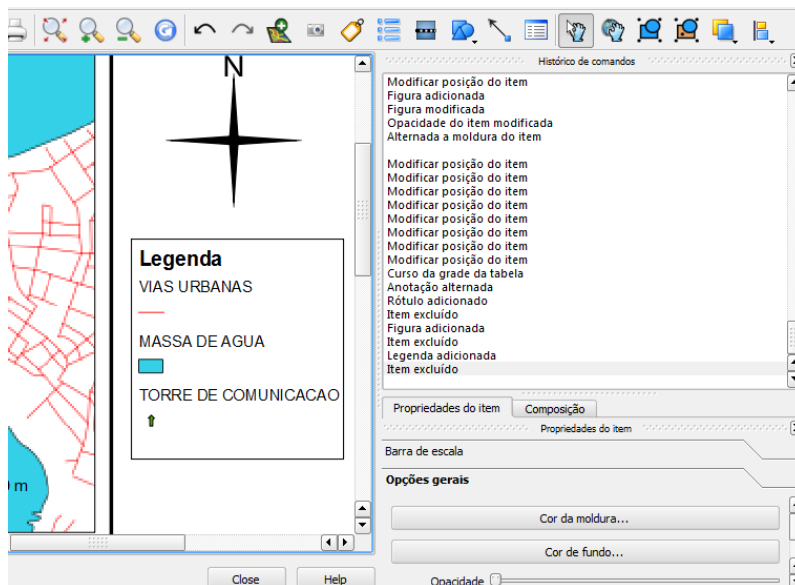 N
Legenda
VIAS URBANAS
MASSA DE AGUA
TORRE DE COMUNICACAO
m
Close
Help
Histórico de comandos
Modificar posição do item
Figura adicionada
Figura modificada
Opacidade do item modificada
Alternada a moldura do item
Modificar posição do item
Modificar posição do item
Modificar posição do item
Modificar posição do item
Modificar posição do item
Modificar posição do item
Modificar posição do item
Modificar posição do item
Curso da grade da tabela
Anotação alternada
Rótulo adicionado
Item excluído
Figura adicionada
Item excluído
Legenda adicionada
Item excluído
Propriedades do item
Composição
Propriedades do item
Barra de escala
Opções gerais
Cor da moldura...
Cor de fundo...
Opacidade